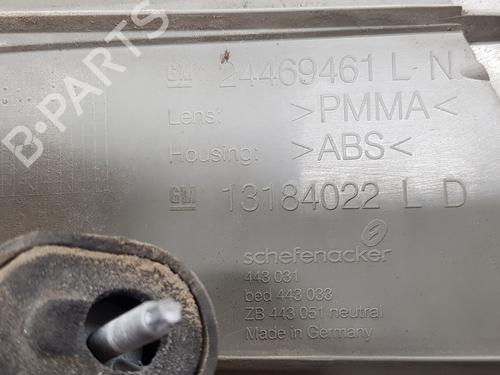 GM 24469461 L N
Lens: >PMMA<
Housing: >ABS<
GM 13184022 L D
schefenacker
443 031
bed 443 033
ZB 443 051 neutral
Made in Germany
B-PARTS